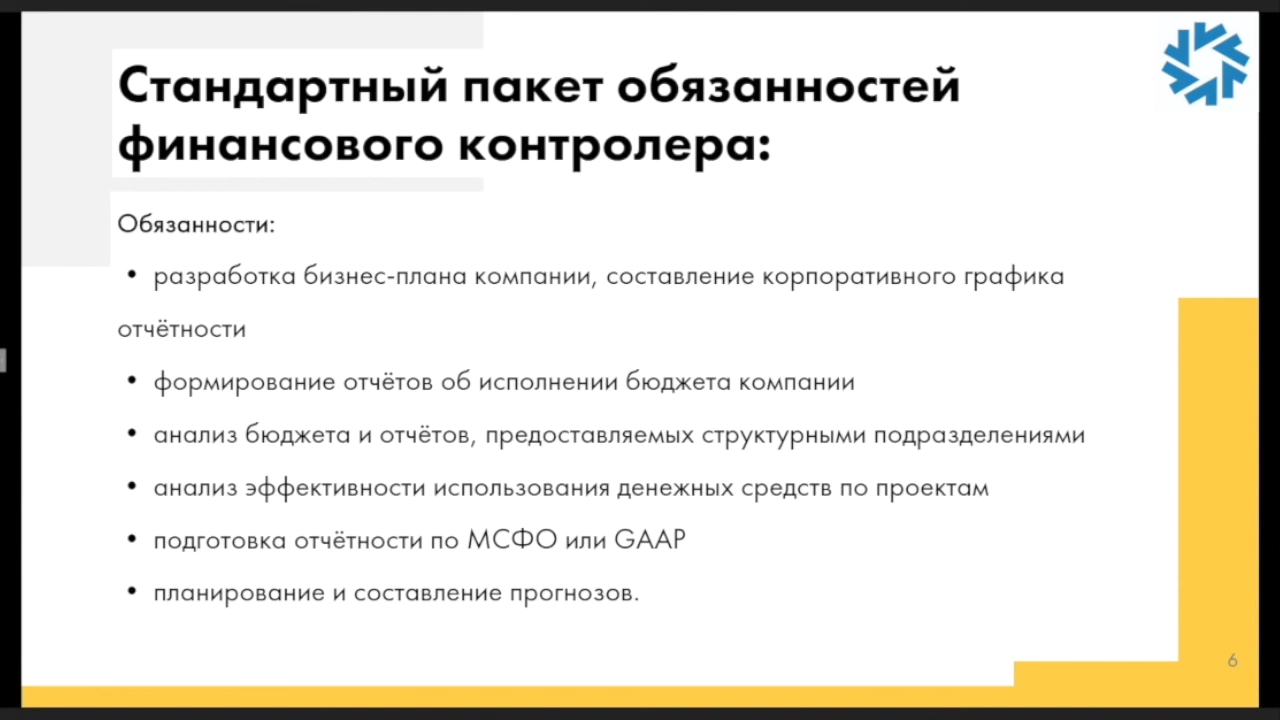 Стандартный пакет обязанностей
финансового контролера:
Обязанности:
• разработка бизнес-плана компании, составление корпоративного графика
отчётности
• формирование отчётов об исполнении бюджета компании
• анализ бюджета и отчётов, предоставляемых структурными подразделениями
• анализ эффективности использования денежных средств по проектам
• подготовка отчётности по МСФО или GAAP
• планирование и составление прогнозов.
6